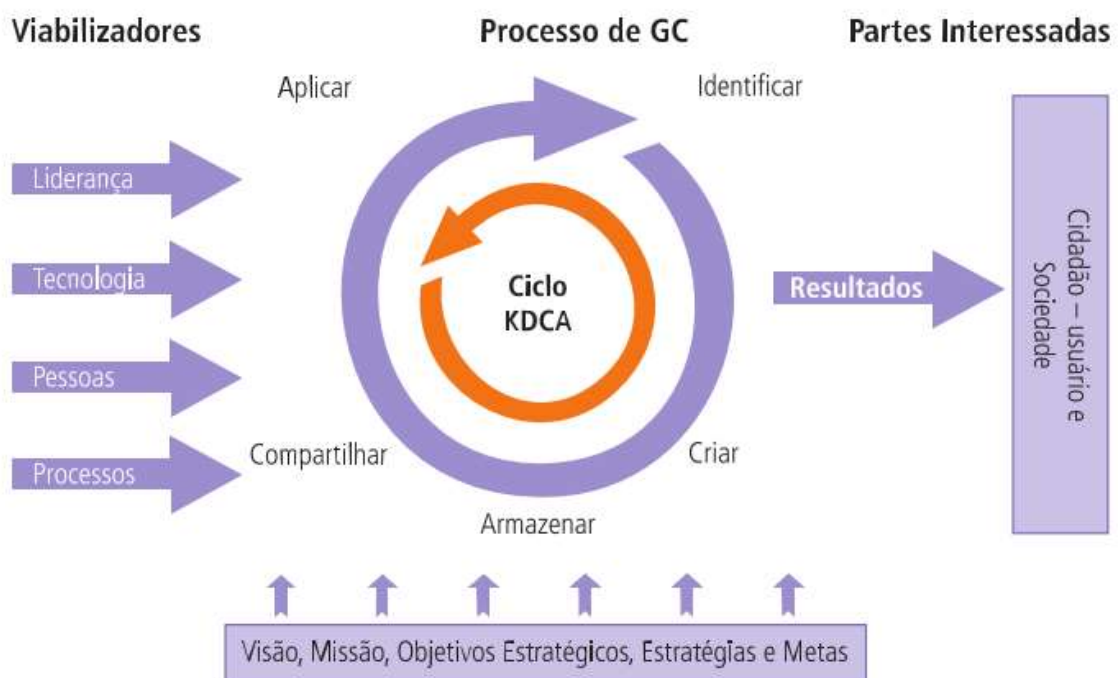 Viabilizadores
Processo de GC
Partes Interessadas
Aplicar
Identificar
Liderança
Tecnologia
Pessoas
Processos
Ciclo
KDCA
Compartilhar
Criar
Armazenar
Resultados
Cidadão – usuário e
Sociedade
Visão, Missão, Objetivos Estratégicos, Estratégias e Metas